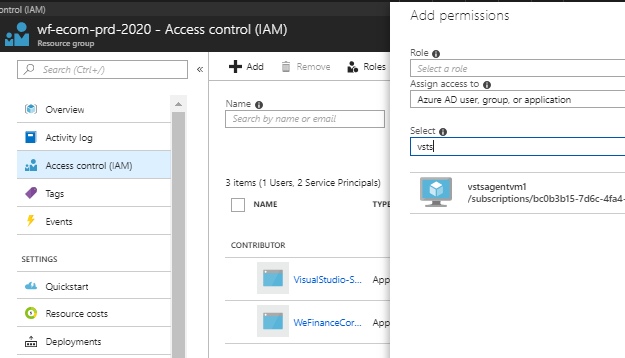 ol (IAM)
wf-ecom-prd-2020 - Access control (IAM)
Resource group
Search (Ctrl+/)
«
Overview
Activity log
Access control (IAM)
Tags
Events
SETTINGS
Quickstart
Resource costs
Deployments
Add
Remove
Roles
Name
Search by name or email
3 items (1 Users, 2 Service Principals)
NAME
TYPE
CONTRIBUTOR
VisualStudio-S... App
WeFinanceCor... App
Add permissions
Role
Select a role
Assign access to
Azure AD user, group, or application
Select
vsts
vstsagentvm1
/subscriptions/bc0b3b15-7d6c-4fa4-